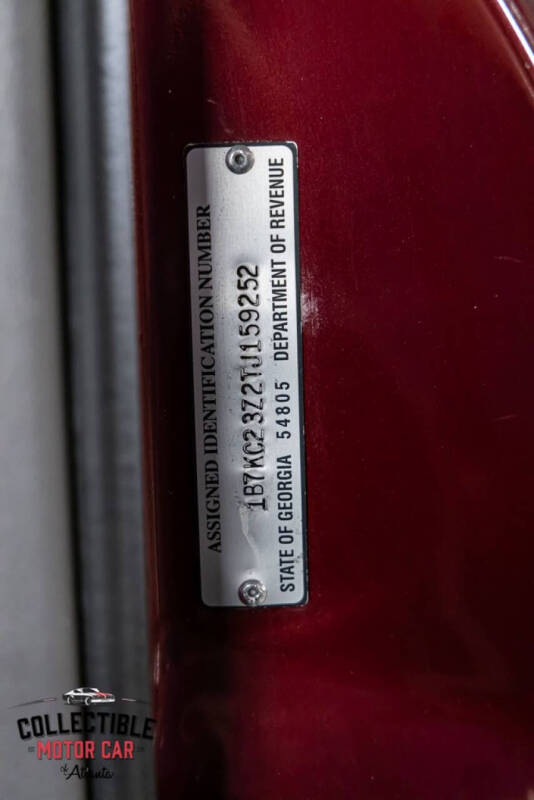 ASSIGNED IDENTIFICATION NUMBER
1B7KC23Z2TJ159252
STATE OF GEORGIA 54805 DEPARTMENT OF REVENUE
COLLECTIBLE
MOTOR CAR
of Atlanta